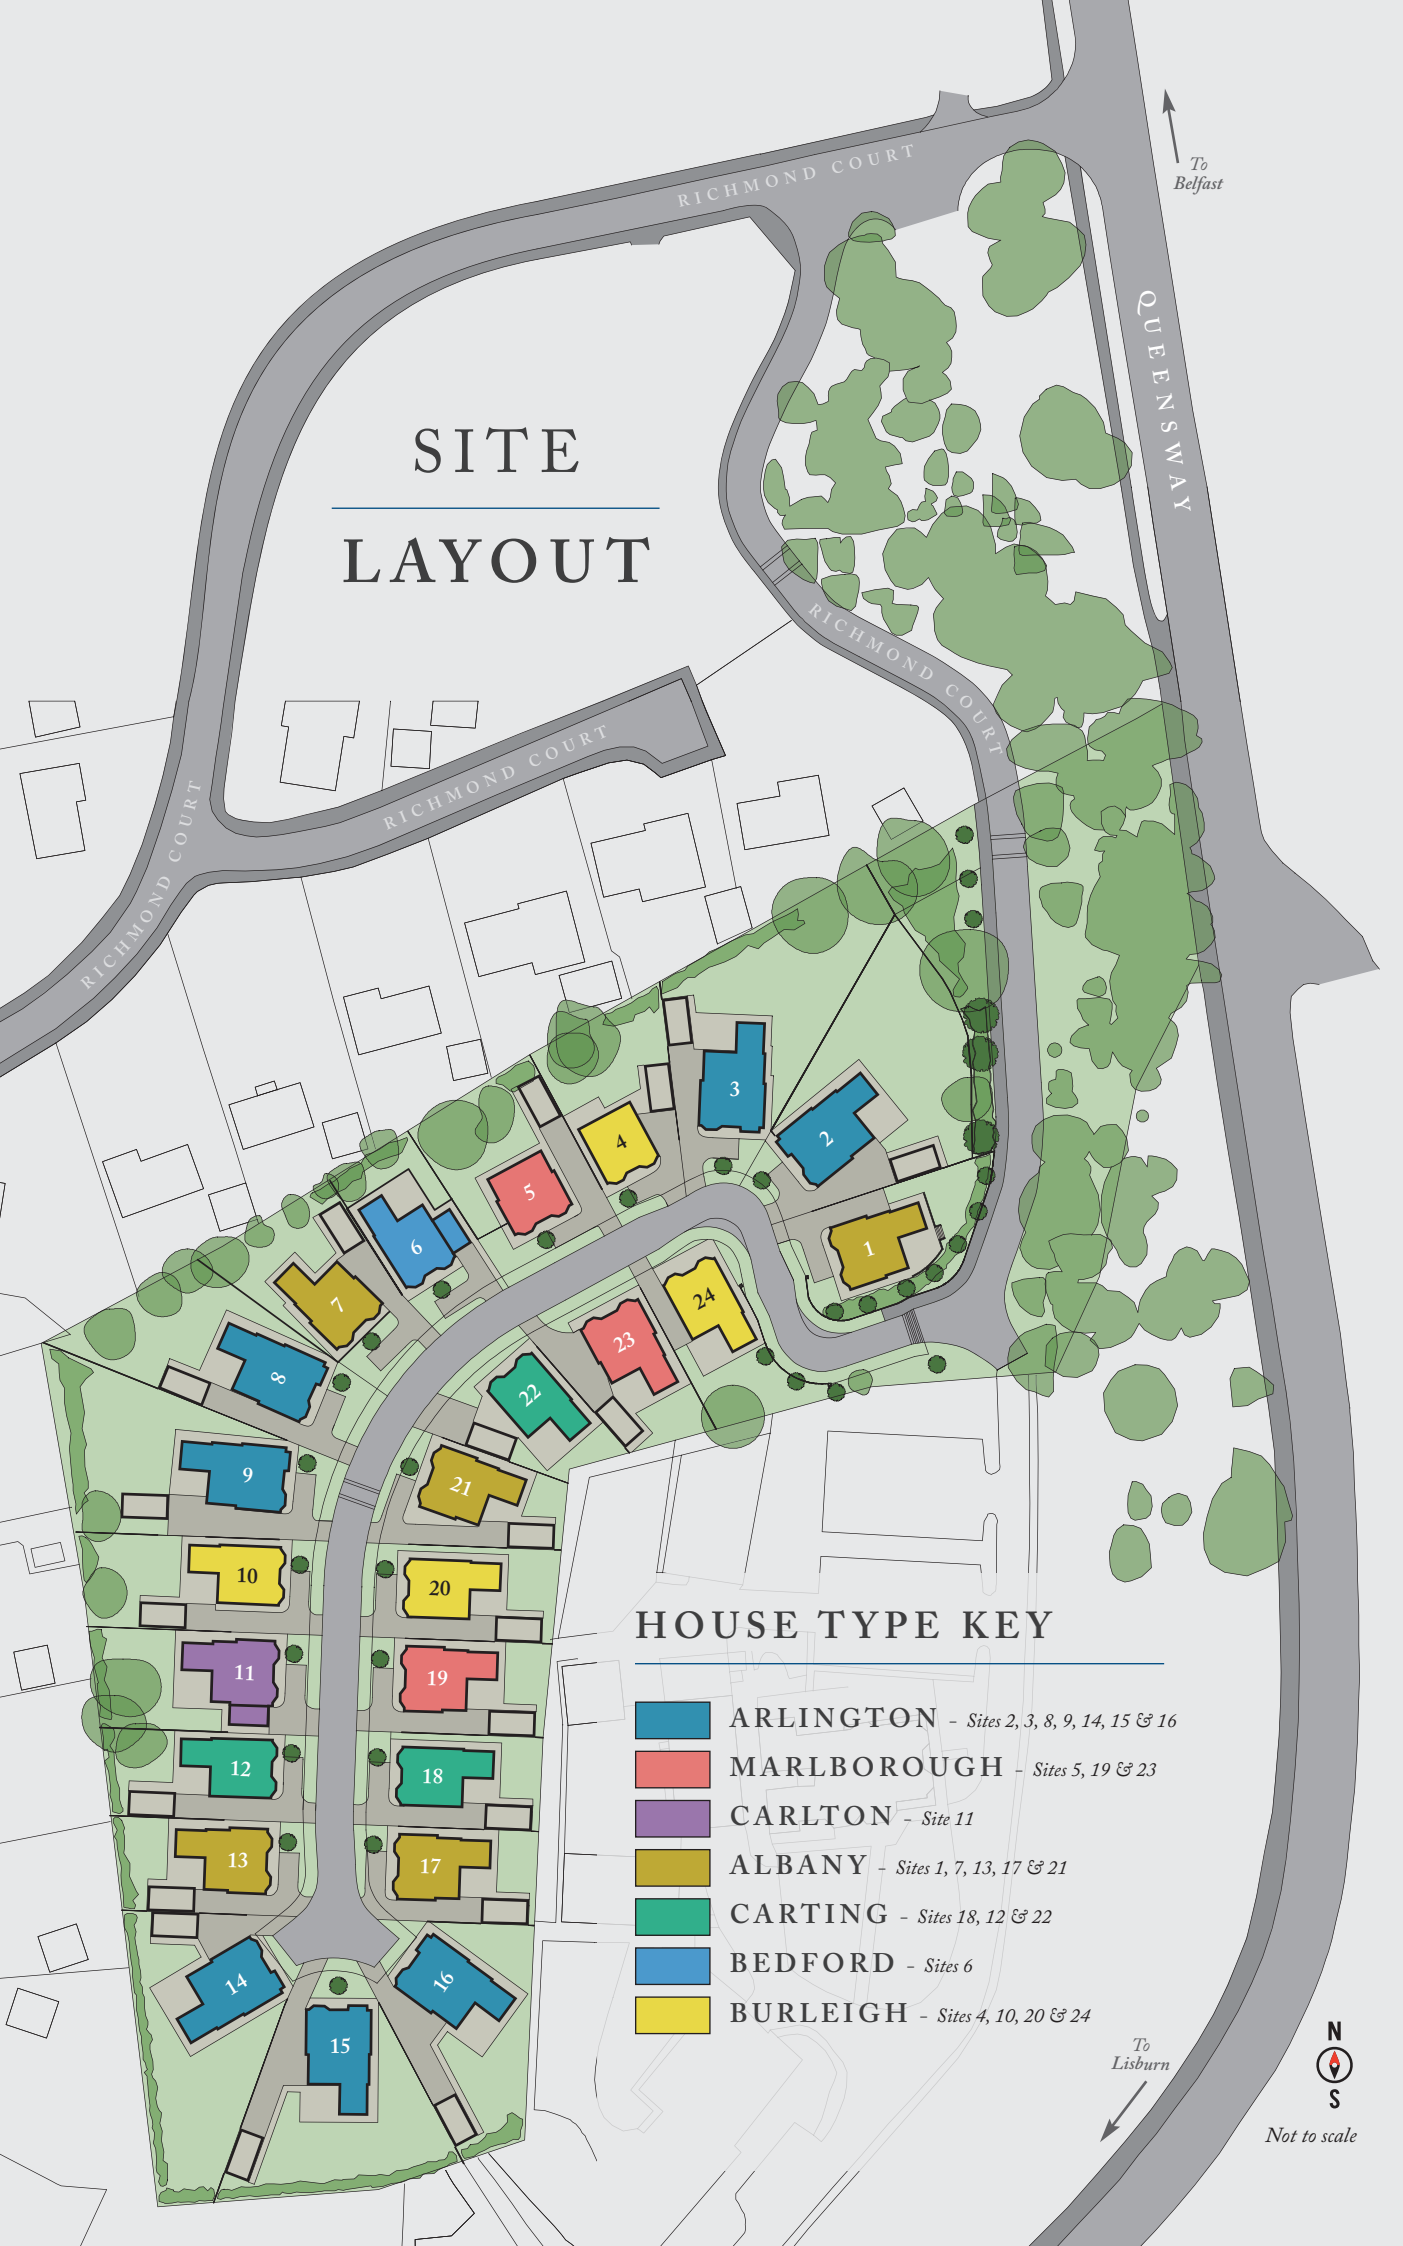 RICHMOND COURT
To
Belfast
QUEENSWAY
SITE
LAYOUT
RICHMOND COURT
RICHMOND COURT
RICHMOND COURT
3
2
4
5
1
6
7
24
23
22
8
9
21
10
20
11
19
12
18
13
17
14
16
15
HOUSE TYPE KEY
ARLINGTON - Sites 2, 3, 8, 9, 14, 15 & 16
MARLBOROUGH - Sites 5, 19 & 23
CARLTON - Site 11
ALBANY - Sites 1, 7, 13, 17 & 21
CARTING - Sites 18, 12 & 22
BEDFORD - Sites 6
BURLEIGH - Sites 4, 10, 20 & 24
To
Lisburn
N
S
Not to scale